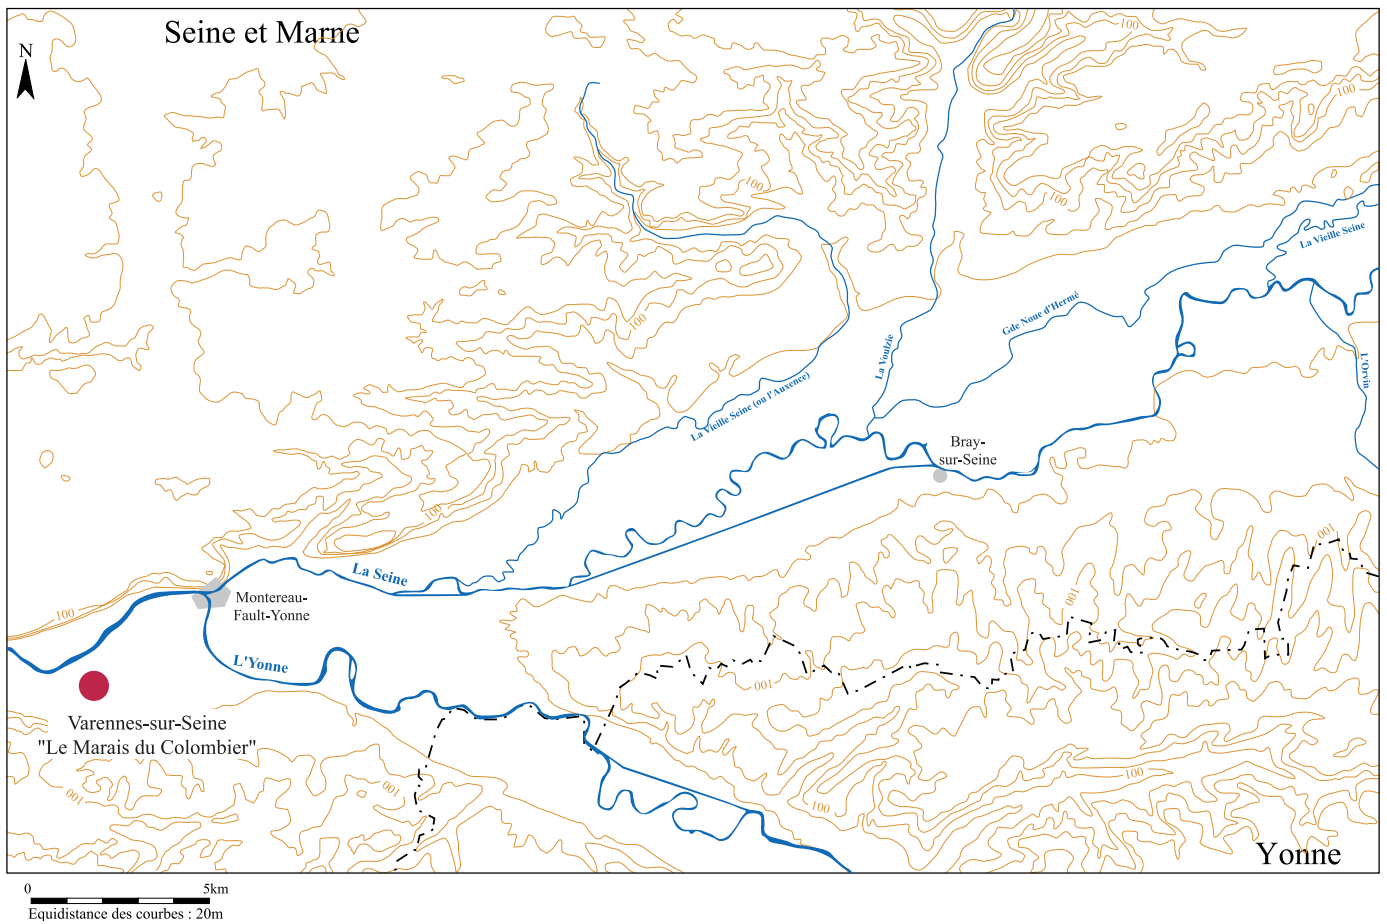 Seine et Marne
N
100
100
100
100
La Vieille Seine
Gde Noue d'Hermé
100
La Voulzie
L'Orvin
La Vieille Seine (ou l'Auxence)
Bray-
sur-Seine
100
La Seine
100
Montereau-
Fault-Yonne
100
100
L'Yonne
100
Varennes-sur-Seine
"Le Marais du Colombier"
100
100
100
100
Yonne
0 5km
Equidistance des courbes : 20m